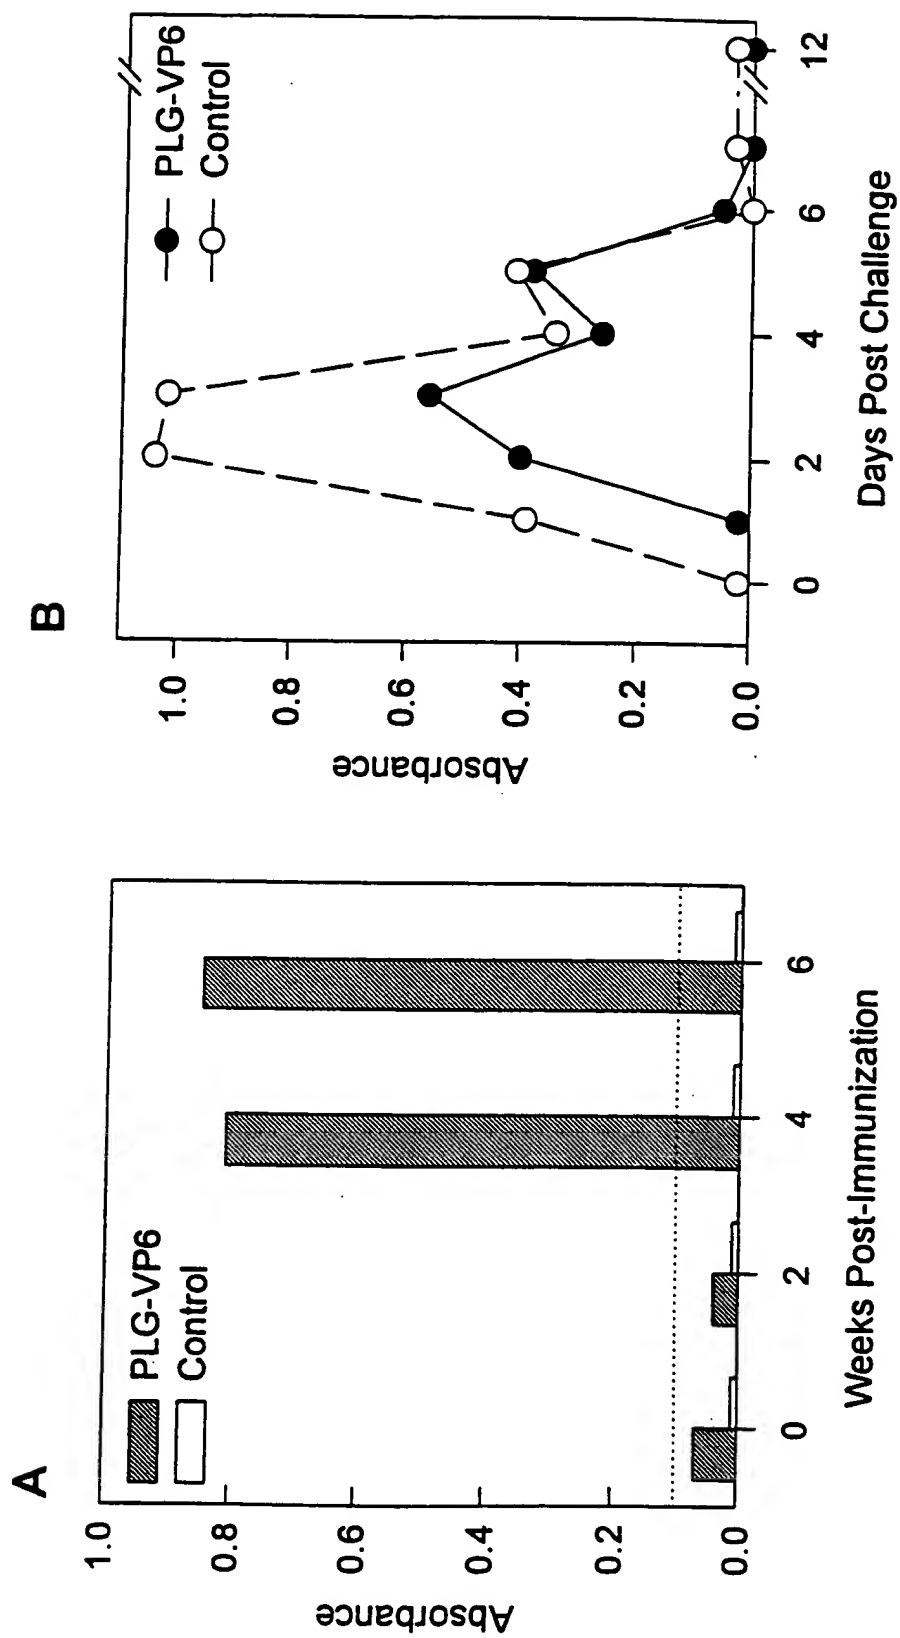 A
PLG-VP6
Control
Absorbance
1.0
0.8
0.6
0.4
0.2
0.0
0 2 4 6
Weeks Post-Immunization
B
PLG-VP6
Control
Absorbance
1.0
0.8
0.6
0.4
0.2
0.0
0 2 4 6 12
Days Post Challenge